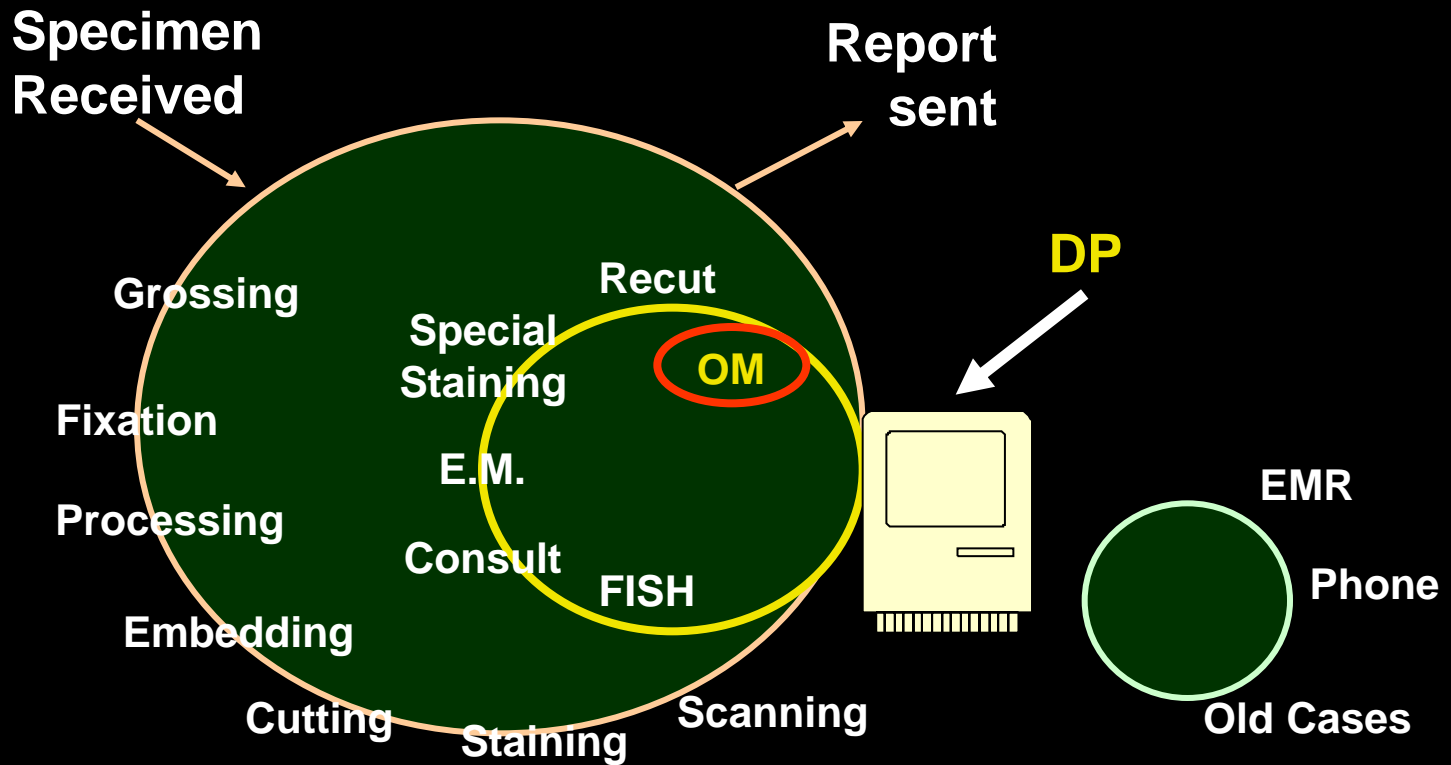 Specimen
Received
Report
sent
DP
Grossing
Recut
Special
Staining
OM
Fixation
E.M.
EMR
Processing
Consult
FISH
Phone
Embedding
Cutting
Staining
Scanning
Old Cases